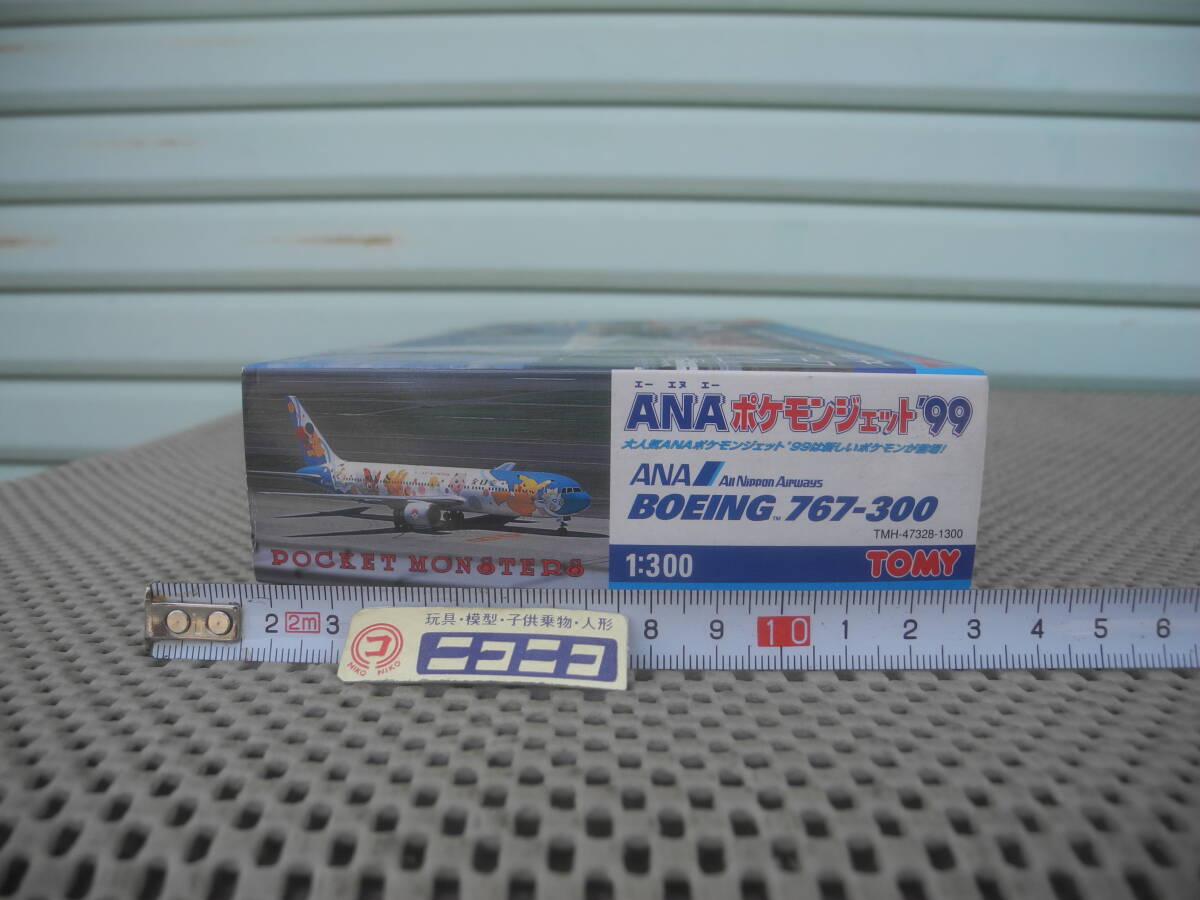 エー エヌ エー
ANAポケモンジェット'99
大人気ANAポケモンジェット'99は新しいポケモンが登場!
ANA All Nippon Airways
BOEING™ 767-300
TMH-47328-1300
1:300 TOMY
全日空
POCKET MONSTERS
2 2m 3 8 9 10 1 2 3 4 5 6
玩具・模型・子供乗物・人形
ニコニコ
NIKO NIKO